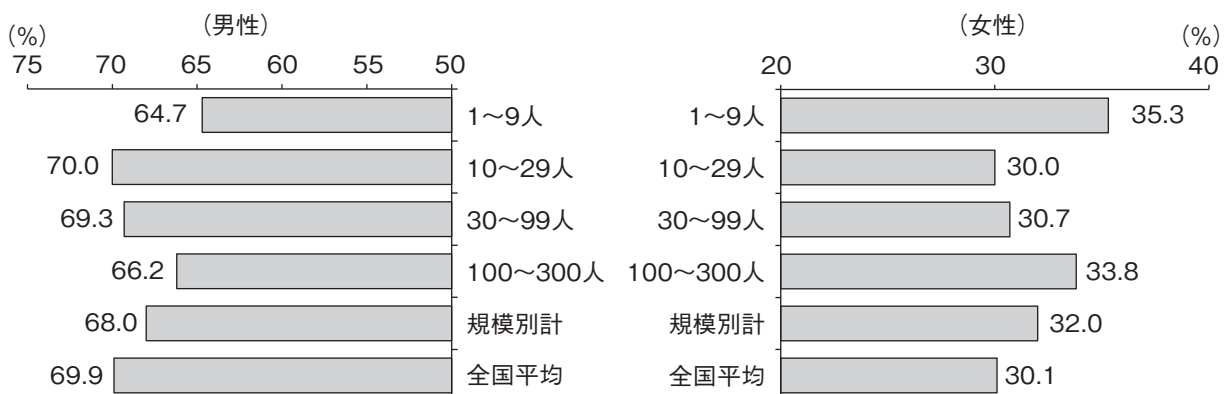 (男性)
(%)
75 70 65 60 55 50
64.7 1〜9人
70.0 10〜29人
69.3 30〜99人
66.2 100〜300人
68.0 規模別計
69.9 全国平均
(女性)
(%)
20 30 40
1〜9人 35.3
10〜29人 30.0
30〜99人 30.7
100〜300人 33.8
規模別計 32.0
全国平均 30.1